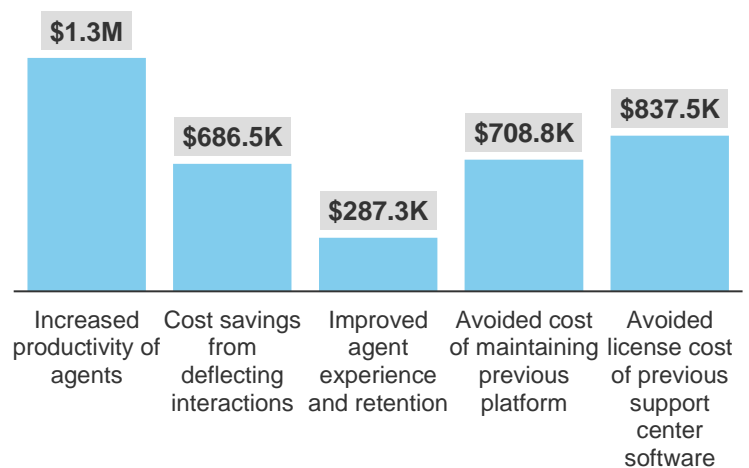 $1.3M
$686.5K
$287.3K
$708.8K
$837.5K
Increased
productivity of
agents
Cost savings
from
deflecting
interactions
Improved
agent
experience
and retention
Avoided cost
of maintaining
previous
platform
Avoided
license cost
of previous
support
center
software